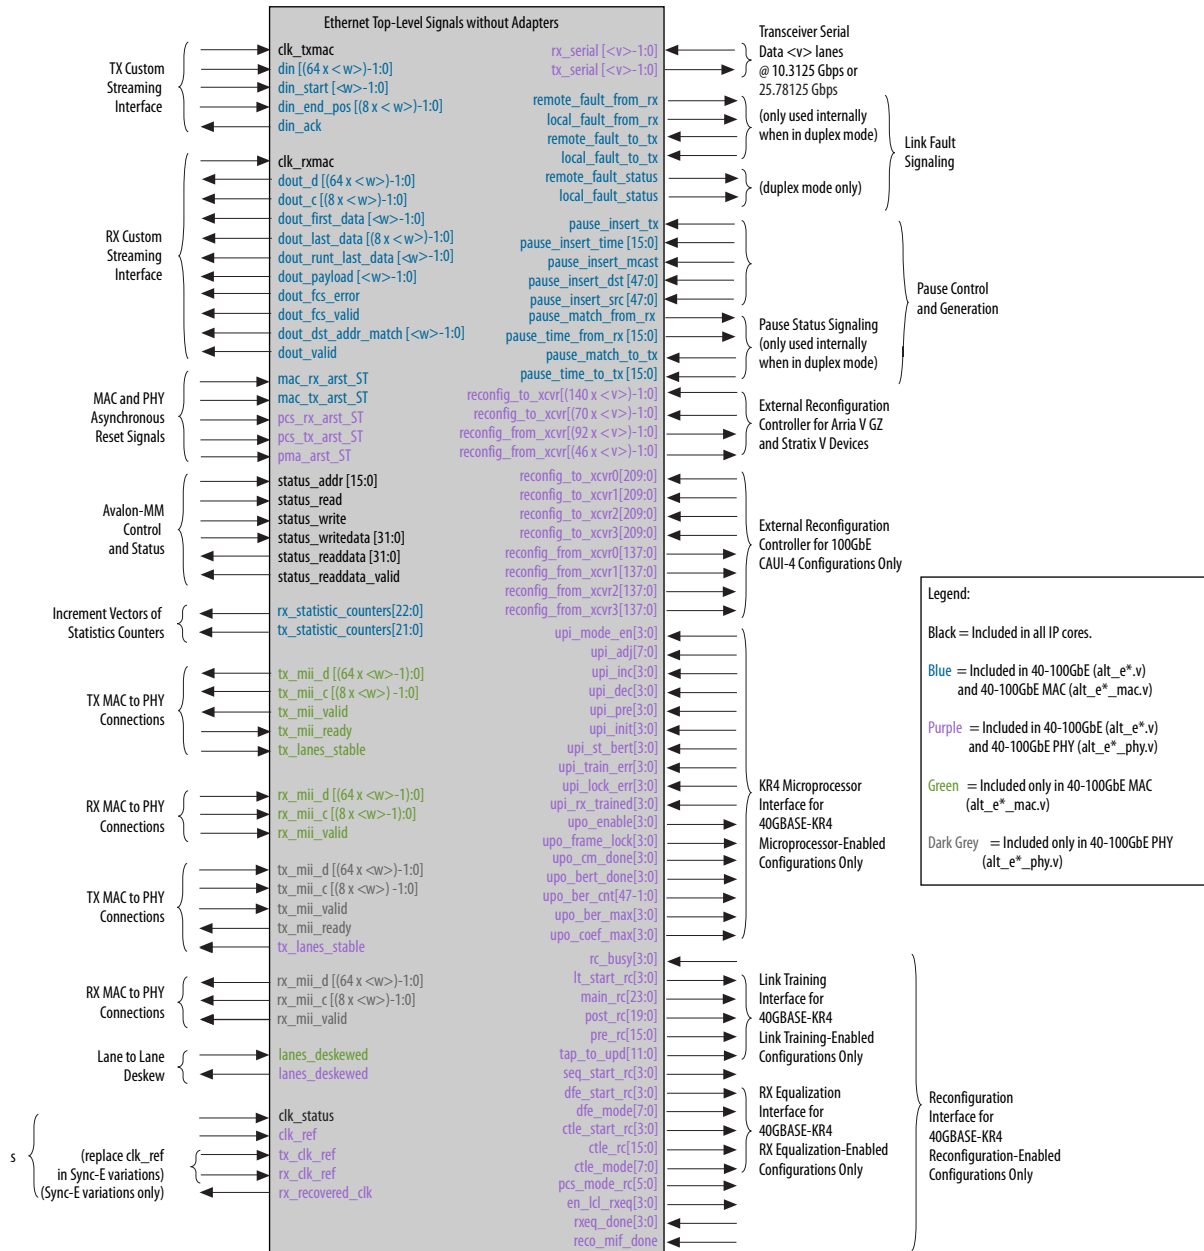 Ethernet Top-Level Signals without Adapters
TX Custom
Streaming
Interface
clk_txmac
din [(64 x < w>)-1:0]
din_start [<w>-1:0]
din_end_pos [(8 x < w>)-1:0]
din_ack
RX Custom
Streaming
Interface
clk_rxmac
dout_d [(64 x <w>)-1:0]
dout_c [(8 x <w>)-1:0]
dout_first_data [<w>-1:0]
dout_last_data [(8 x <w>)-1:0]
dout_runt_last_data [<w>-1:0]
dout_payload [<w>-1:0]
dout_fcs_error
dout_fcs_valid
dout_dst_addr_match [<w>-1:0]
dout_valid
MAC and PHY
Asynchronous
Reset Signals
mac_rx_arst_ST
mac_tx_arst_ST
pcs_rx_arst_ST
pcs_tx_arst_ST
pma_arst_ST
Avalon-MM
Control
and Status
status_addr [15:0]
status_read
status_write
status_writedata [31:0]
status_readdata [31:0]
status_readdata_valid
Increment Vectors of
Statistics Counters
rx_statistic_counters[22:0]
tx_statistic_counters[21:0]
TX MAC to PHY
Connections
tx_mii_d [(64 x <w>-1):0]
tx_mii_c [(8 x <w>) -1:0]
tx_mii_valid
tx_mii_ready
tx_lanes_stable
RX MAC to PHY
Connections
rx_mii_d [(64 x <w>-1):0]
rx_mii_c [(8 x <w>-1):0]
rx_mii_valid
TX MAC to PHY
Connections
tx_mii_d [(64 x <w>)-1:0]
tx_mii_c [(8 x <w>) -1:0]
tx_mii_valid
tx_mii_ready
tx_lanes_stable
RX MAC to PHY
Connections
rx_mii_d [(64 x <w>)-1:0]
rx_mii_c [(8 x <w>)-1:0]
rx_mii_valid
Lane to Lane
Deskew
lanes_deskewed
lanes_deskewed
s
(replace clk_ref
in Sync-E variations)
(Sync-E variations only)
clk_status
clk_ref
tx_clk_ref
rx_clk_ref
rx_recovered_clk
rx_serial [<v>-1:0]
tx_serial [<v>-1:0]
Transceiver Serial
Data <v> lanes
@ 10.3125 Gbps or
25.78125 Gbps
remote_fault_from_rx
local_fault_from_rx
remote_fault_to_tx
local_fault_to_tx
(only used internally
when in duplex mode)
remote_fault_status
local_fault_status
(duplex mode only)
Link Fault
Signaling
pause_insert_tx
pause_insert_time [15:0]
pause_insert_mcast
pause_insert_dst [47:0]
pause_insert_src [47:0]
pause_match_from_rx
pause_time_from_rx [15:0]
pause_match_to_tx
pause_time_to_tx [15:0]
Pause Status Signaling
(only used internally
when in duplex mode)
Pause Control
and Generation
reconfig_to_xcvr[(140 x <v>)-1:0]
reconfig_to_xcvr[(70 x <v>)-1:0]
reconfig_from_xcvr[(92 x <v>)-1:0]
reconfig_from_xcvr[(46 x <v>)-1:0]
External Reconfiguration
Controller for Arria V GZ
and Stratix V Devices
reconfig_to_xcvr0[209:0]
reconfig_to_xcvr1[209:0]
reconfig_to_xcvr2[209:0]
reconfig_to_xcvr3[209:0]
reconfig_from_xcvr0[137:0]
reconfig_from_xcvr1[137:0]
reconfig_from_xcvr2[137:0]
reconfig_from_xcvr3[137:0]
External Reconfiguration
Controller for 100GbE
CAUI-4 Configurations Only
upi_mode_en[3:0]
upi_adj[7:0]
upi_inc[3:0]
upi_dec[3:0]
upi_pre[3:0]
upi_init[3:0]
upi_st_bert[3:0]
upi_train_err[3:0]
upi_lock_err[3:0]
upi_rx_trained[3:0]
upo_enable[3:0]
upo_frame_lock[3:0]
upo_cm_done[3:0]
upo_bert_done[3:0]
upo_ber_cnt[47-1:0]
upo_ber_max[3:0]
upo_coef_max[3:0]
KR4 Microprocessor
Interface for
40GBASE-KR4
Microprocessor-Enabled
Configurations Only
rc_busy[3:0]
lt_start_rc[3:0]
main_rc[23:0]
post_rc[19:0]
pre_rc[15:0]
tap_to_upd[11:0]
seq_start_rc[3:0]
dfe_start_rc[3:0]
dfe_mode[7:0]
ctle_start_rc[3:0]
ctle_rc[15:0]
ctle_mode[7:0]
pcs_mode_rc[5:0]
en_lcl_rxeq[3:0]
rxeq_done[3:0]
reco_mif_done
Link Training
Interface for
40GBASE-KR4
Link Training-Enabled
Configurations Only
RX Equalization
Interface for
40GBASE-KR4
RX Equalization-Enabled
Configurations Only
Reconfiguration
Interface for
40GBASE-KR4
Reconfiguration-Enabled
Configurations Only
Legend:
Black = Included in all IP cores.
Blue = Included in 40-100GbE (alt_e*.v)
and 40-100GbE MAC (alt_e*_mac.v)
Purple = Included in 40-100GbE (alt_e*.v)
and 40-100GbE PHY (alt_e*_phy.v)
Green = Included only in 40-100GbE MAC
(alt_e*_mac.v)
Dark Grey = Included only in 40-100GbE PHY
(alt_e*_phy.v)